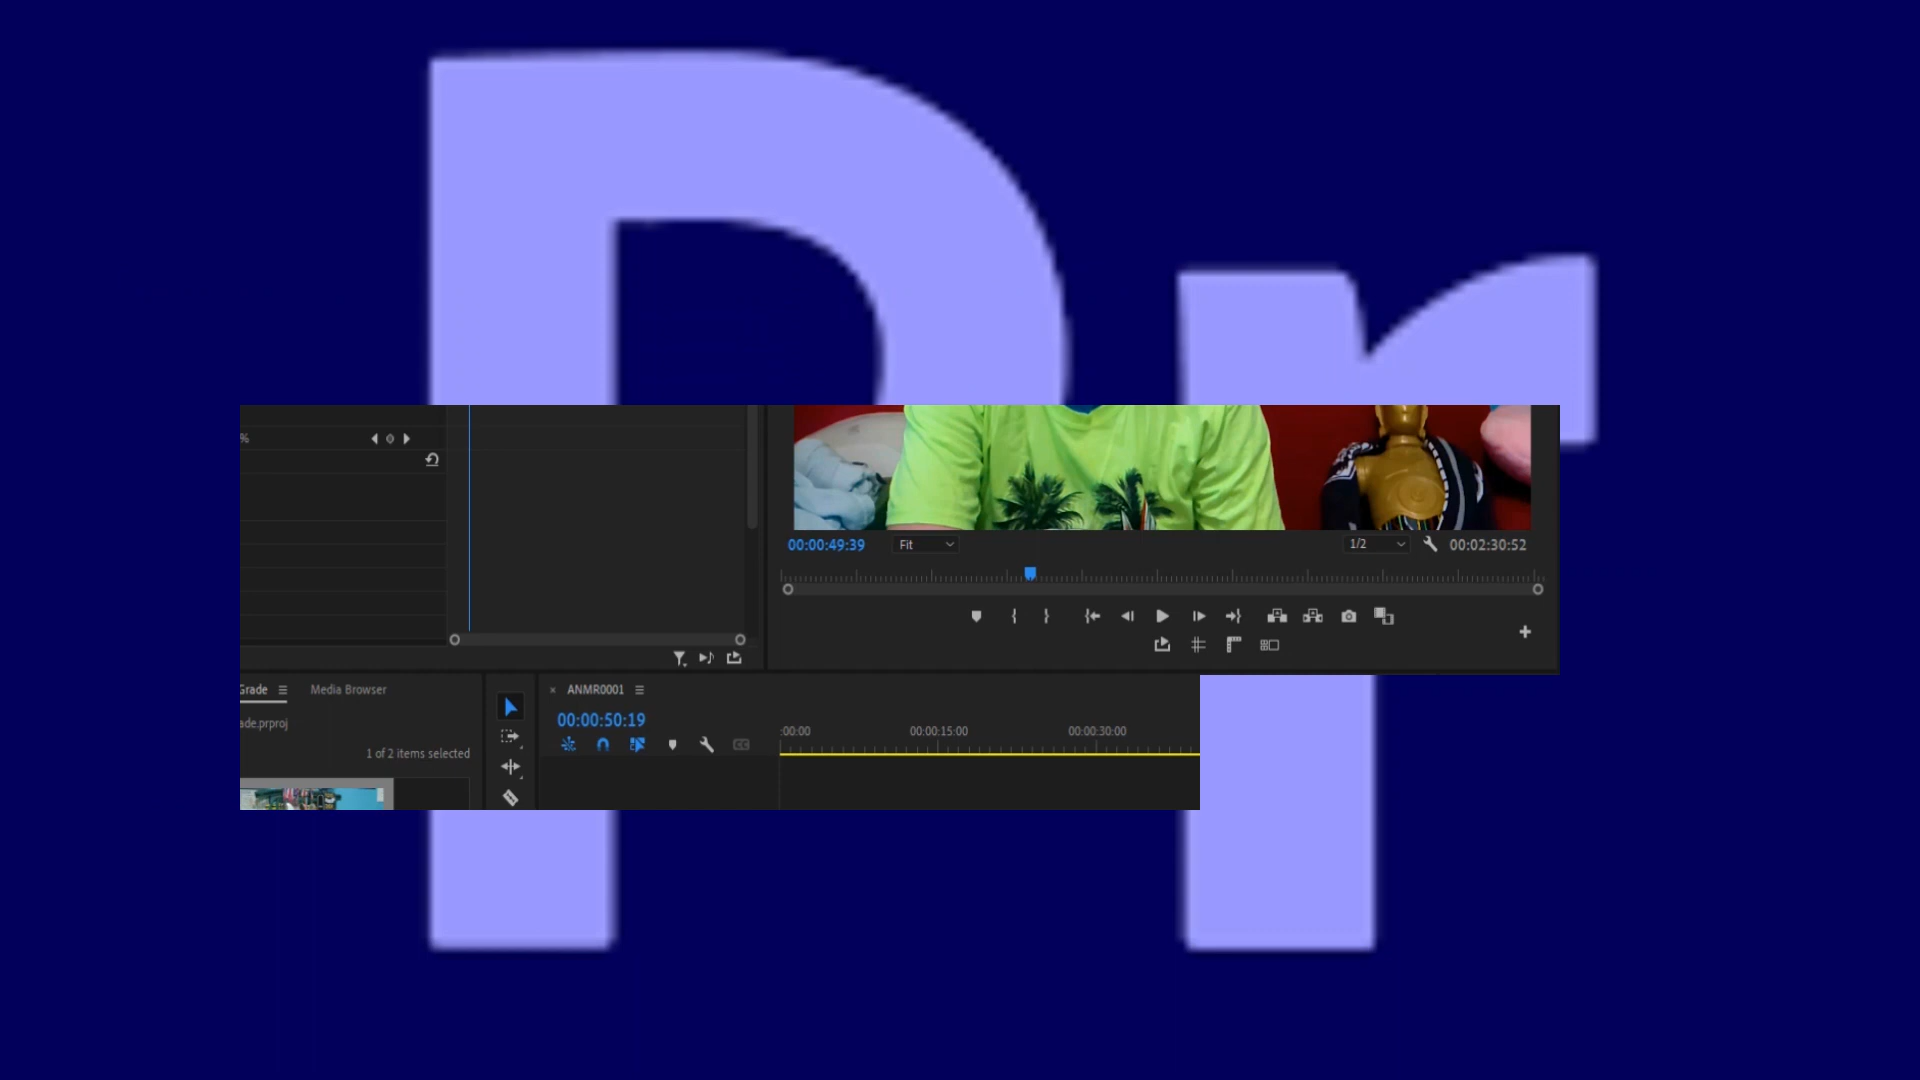 Pr
%
00:00:49:39 Fit 1/2 00:02:30:52
Grade Media Browser
ade.prproj
1 of 2 items selected
× ANMR0001
00:00:50:19
:00:00 00:00:15:00 00:00:30:00
CC